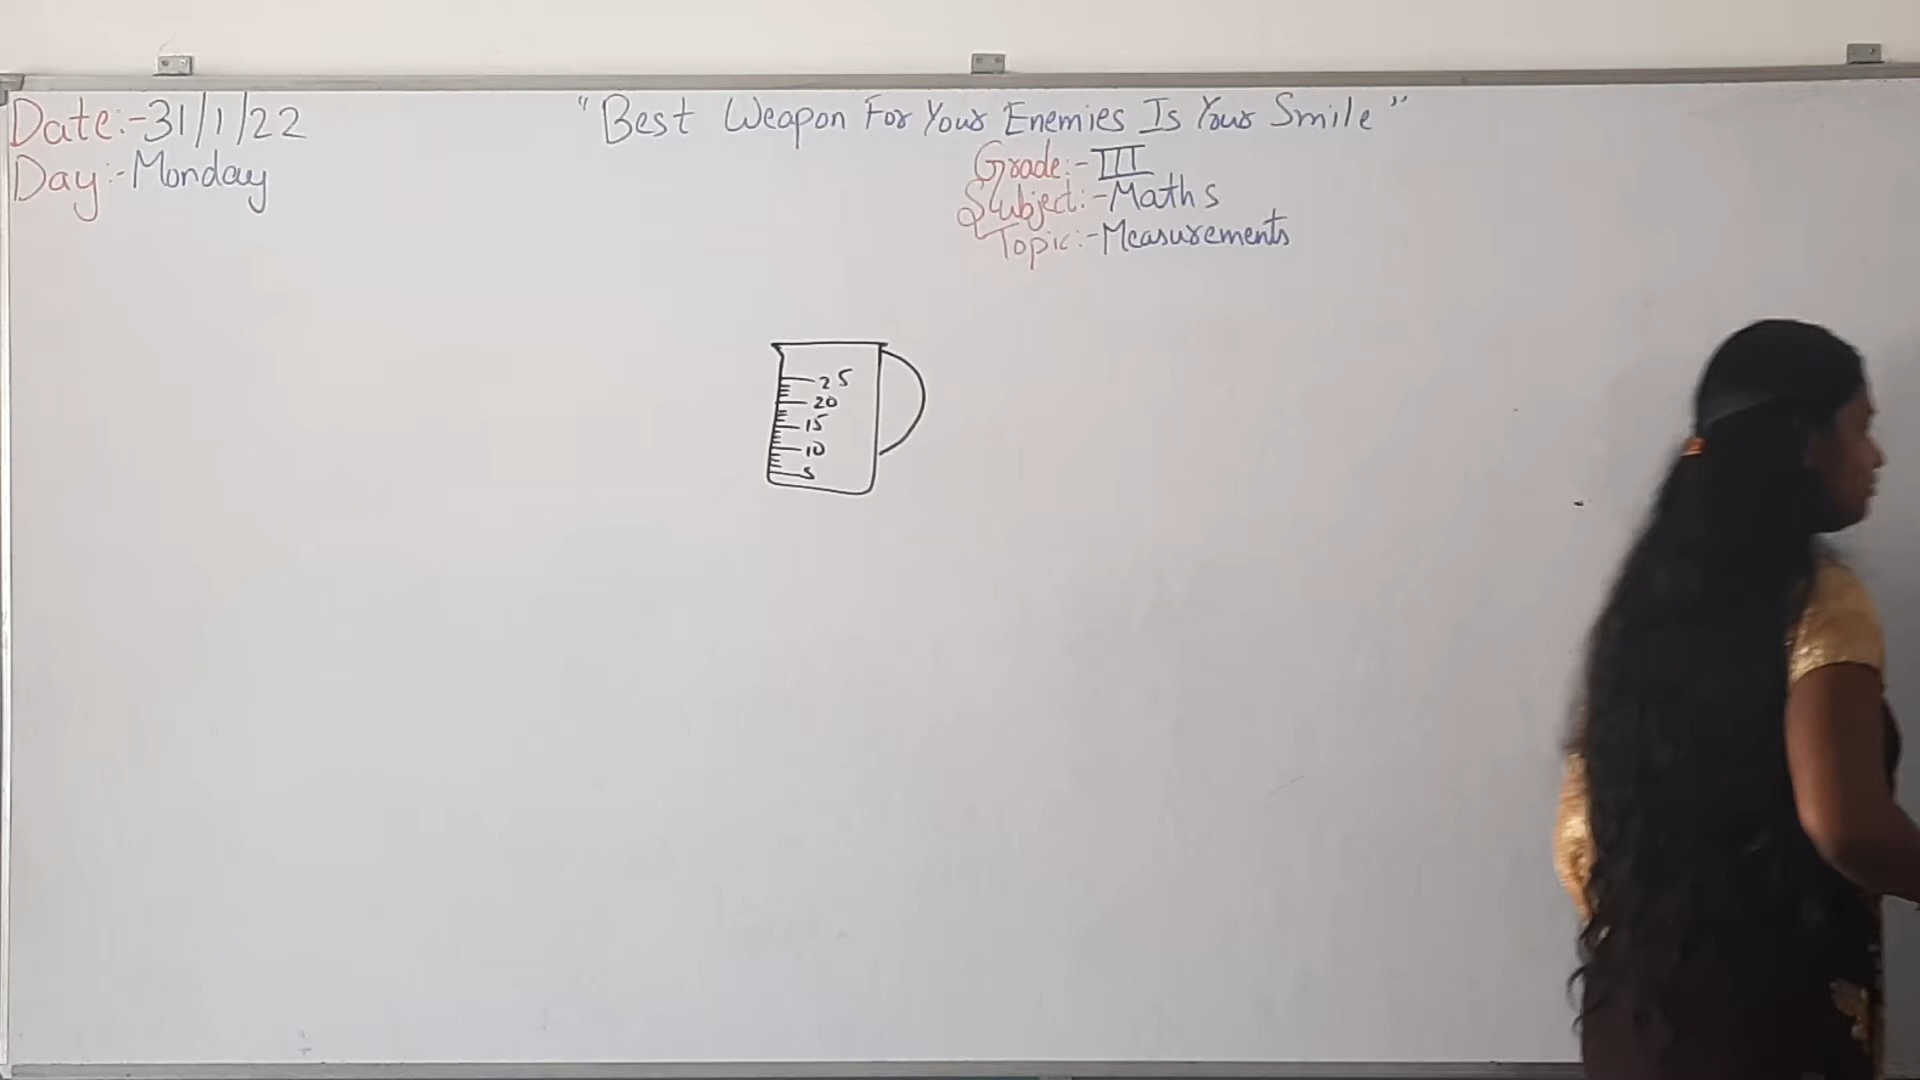 Date:-31/1/22
"Best Weapon For Your Enemies Is Your Smile"
Day:-Monday
Grade:-III
Subject:-Maths
Topic:-Measurements
25
20
15
10
5